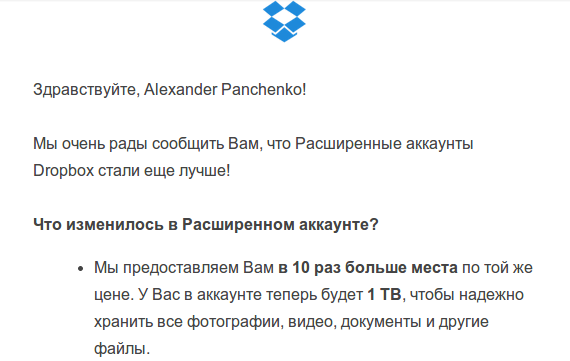 Здравствуйте, Alexander Panchenko!
Мы очень рады сообщить Вам, что Расширенные аккаунты
Dropbox стали еще лучше!
Что изменилось в Расширенном аккаунте?
• Мы предоставляем Вам в 10 раз больше места по той же
цене. У Вас в аккаунте теперь будет 1 TB, чтобы надежно
хранить все фотографии, видео, документы и другие
файлы.